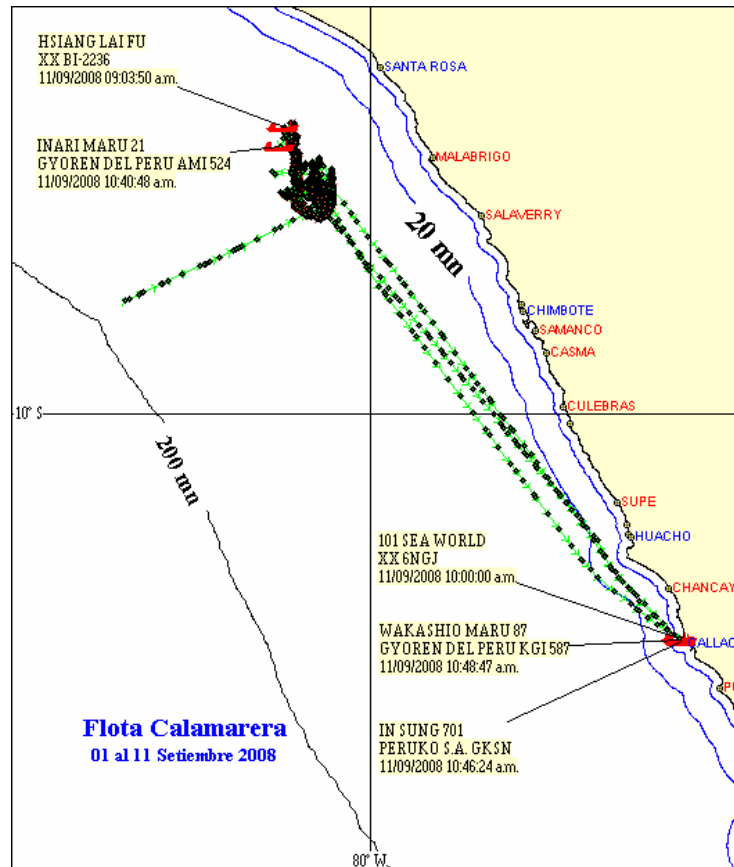 HSIANG LAI FU
XX BI-2236
11/09/2008 09:03:50 a.m.
SANTA ROSA
INARI MARU 21
GYOREN DEL PERU AMI 524
11/09/2008 10:40:48 a.m.
MALABRIGO
SALAVERRY
20 mn
CHIMBOTE
SAMANCO
CASMA
CULEBRAS
10° S
200 mn
SUPE
HUACHO
101 SEA WORLD
XX 6NGJ
11/09/2008 10:00:00 a.m.
CHANCAY
WAKASHIO MARU 87
GYOREN DEL PERU KGI 587
11/09/2008 10:48:47 a.m.
CALLAO
Flota Calamarera
01 al 11 Setiembre 2008
IN SUNG 701
PERUKO S.A. GKSN
11/09/2008 10:46:24 a.m.
80° W